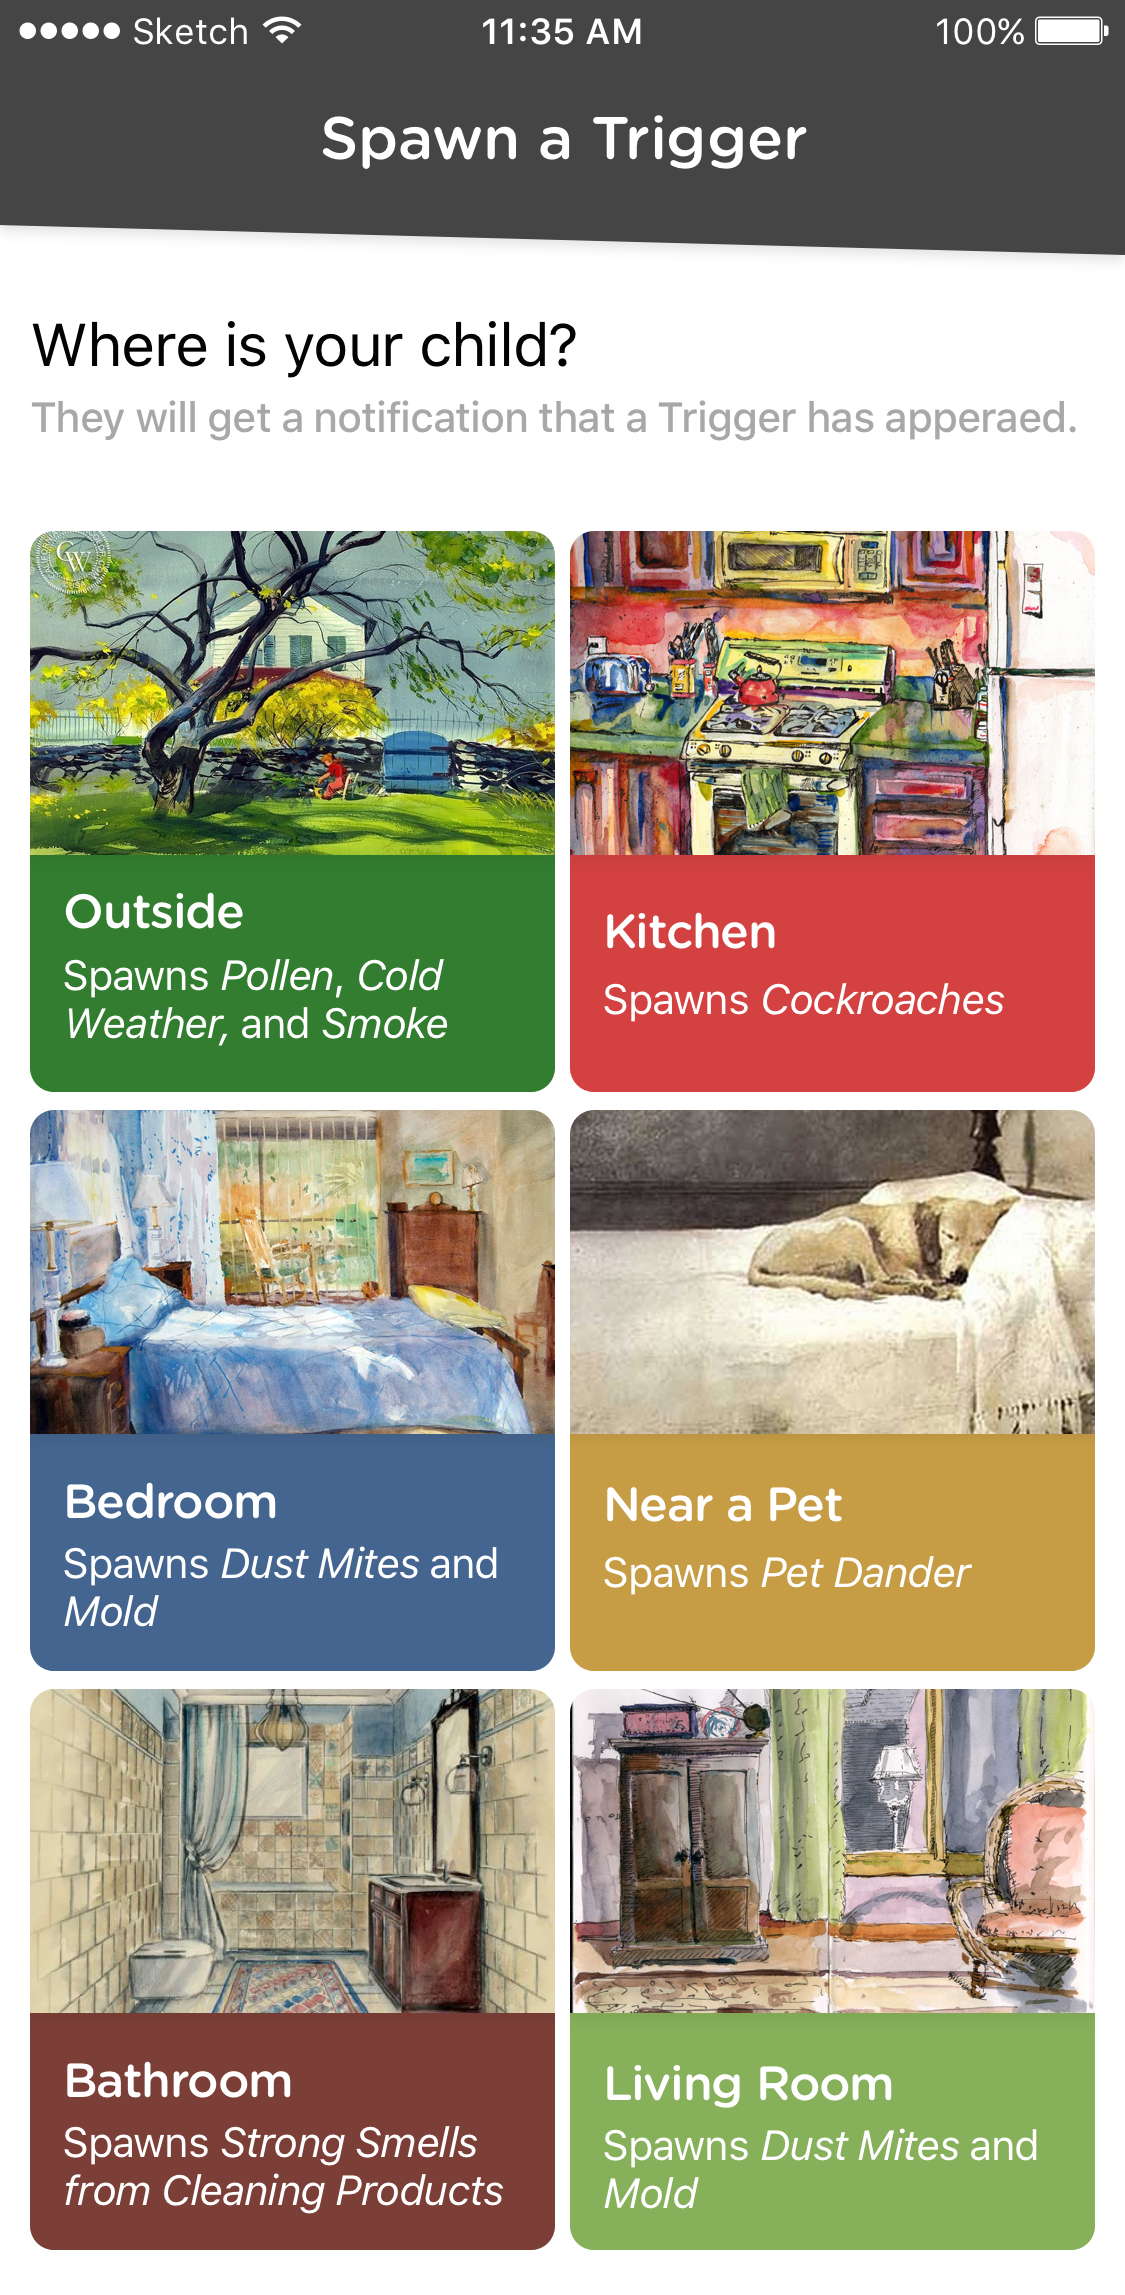 Sketch 11:35 AM 100%
Spawn a Trigger
Where is your child?
They will get a notification that a Trigger has apperaed.
CW
Outside
Spawns Pollen, Cold
Weather, and Smoke
Kitchen
Spawns Cockroaches
Bedroom
Spawns Dust Mites and
Mold
Near a Pet
Spawns Pet Dander
Bathroom
Spawns Strong Smells
from Cleaning Products
Living Room
Spawns Dust Mites and
Mold